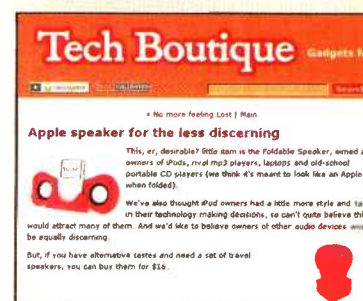 Tech Boutique Gadgets f
Search
« No more feeling Lost | Main
Apple speaker for the less discerning
This, er, desirable? little item is the Foldable Speaker, aimed a
owners of iPods, rival mp3 players, laptops and old-school
portable CD players (we think it's meant to look like an Apple
when folded).
We've also thought iPod owners had a little more style and
in their technology making decisions, so can't quite believe thi
would attract many of them. And we'd like to believe owners of other audio devices
be equally discerning.
But, if you have alternative tastes and need a set of travel
speakers, you can buy them for $16.